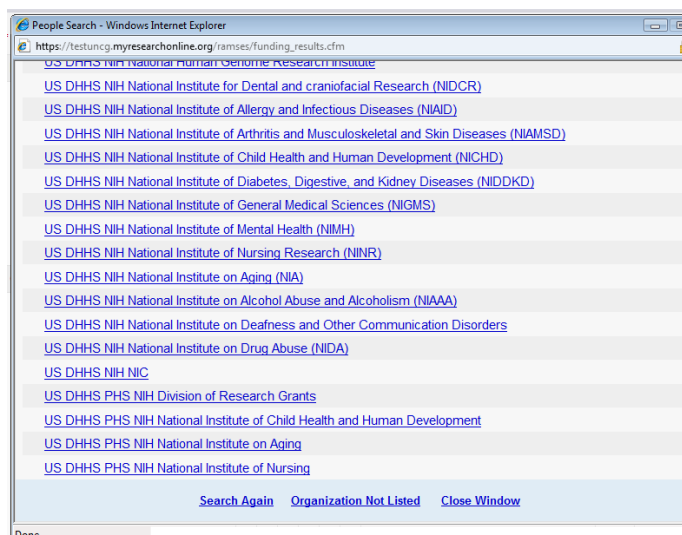 People Search - Windows Internet Explorer
https://testuncg.myresearchonline.org/ramses/funding_results.cfm
US DHHS NIH National Human Genome Research Institute
US DHHS NIH National Institute for Dental and craniofacial Research (NIDCR)
US DHHS NIH National Institute of Allergy and Infectious Diseases (NIAID)
US DHHS NIH National Institute of Arthritis and Musculoskeletal and Skin Diseases (NIAMSD)
US DHHS NIH National Institute of Child Health and Human Development (NICHD)
US DHHS NIH National Institute of Diabetes, Digestive, and Kidney Diseases (NIDDKD)
US DHHS NIH National Institute of General Medical Sciences (NIGMS)
US DHHS NIH National Institute of Mental Health (NIMH)
US DHHS NIH National Institute of Nursing Research (NINR)
US DHHS NIH National Institute on Aging (NIA)
US DHHS NIH National Institute on Alcohol Abuse and Alcoholism (NIAAA)
US DHHS NIH National Institute on Deafness and Other Communication Disorders
US DHHS NIH National Institute on Drug Abuse (NIDA)
US DHHS NIH NIC
US DHHS PHS NIH Division of Research Grants
US DHHS PHS NIH National Institute of Child Health and Human Development
US DHHS PHS NIH National Institute on Aging
US DHHS PHS NIH National Institute of Nursing
Search Again Organization Not Listed Close Window
Done